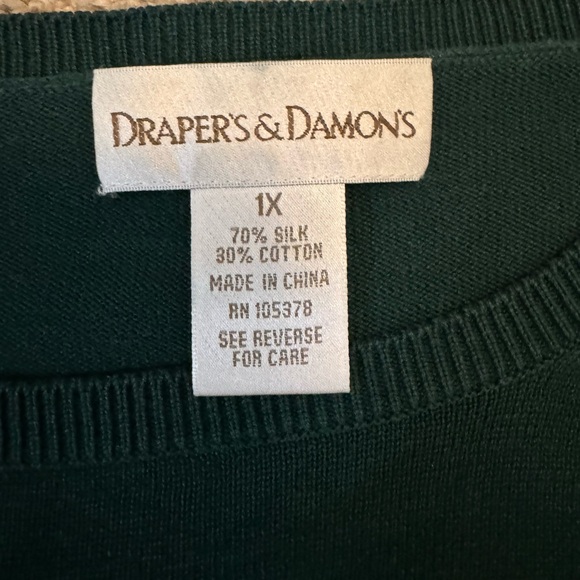 DRAPER'S & DAMON'S
1X
70% SILK
30% COTTON
MADE IN CHINA
RN 105378
SEE REVERSE
FOR CARE